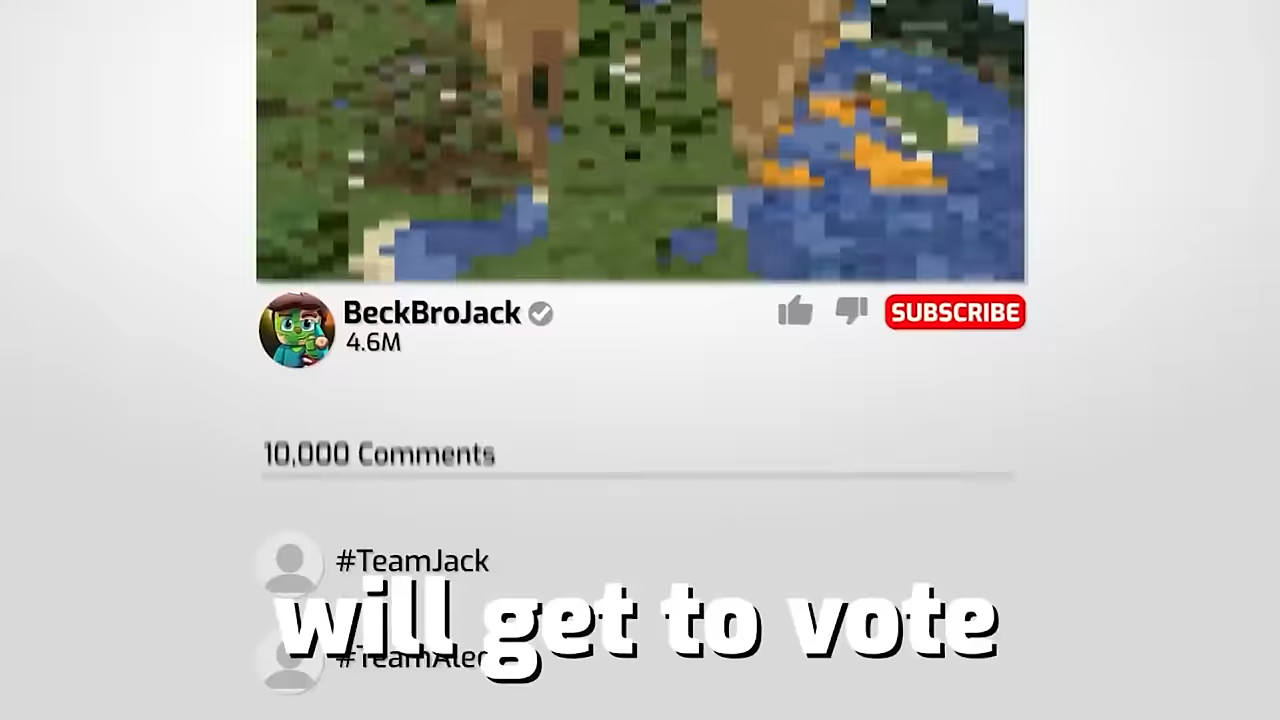 BeckBroJack
SUBSCRIBE
4.6M
10,000 Comments
#TeamJack
will get to vote